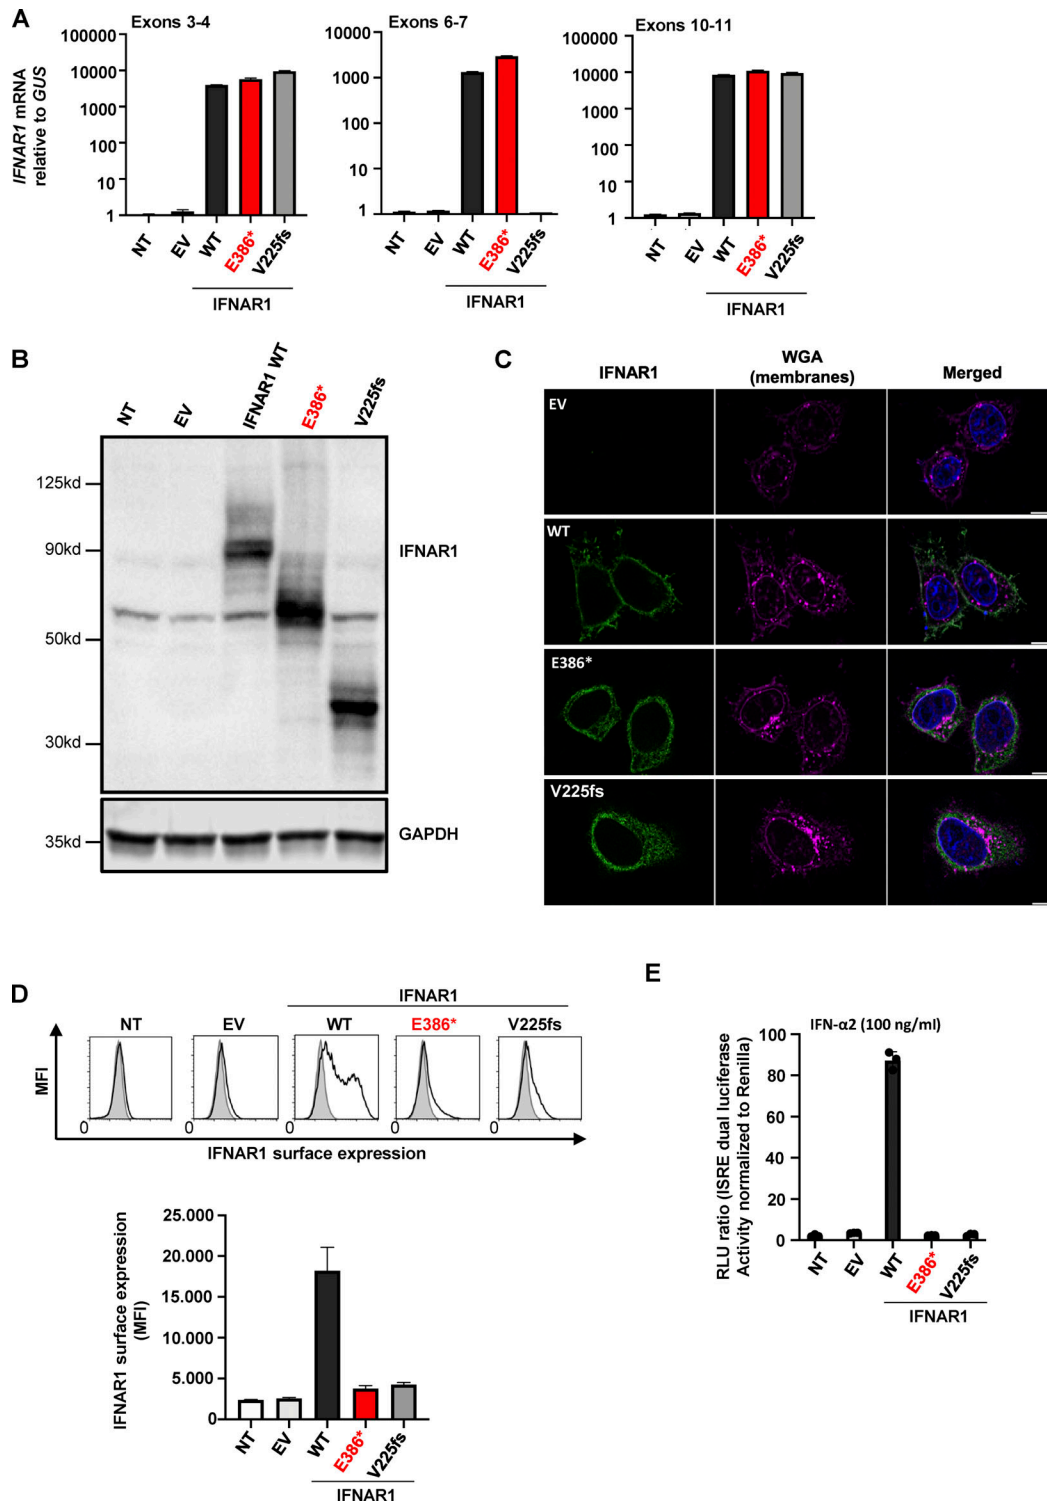 A
Exons 3-4
Exons 6-7
Exons 10-11
IFNAR1 mRNA
relative to GUS
100000
10000
1000
100
10
1
NT
EV
WT
E386*
V225fs
IFNAR1
10000
1000
100
10
1
NT
EV
WT
E386*
V225fs
IFNAR1
100000
10000
1000
100
10
1
NT
EV
WT
E386*
V225fs
IFNAR1
B
NT
EV
IFNAR1 WT
E386*
V225fs
125kd
90kd
50kd
30kd
35kd
IFNAR1
GAPDH
C
IFNAR1
WGA
(membranes)
Merged
EV
WT
E386*
V225fs
D
IFNAR1
NT
EV
WT
E386*
V225fs
MFI
0
0
0
0
0
IFNAR1 surface expression
IFNAR1 surface expression
(MFI)
25.000
20.000
15.000
10.000
5.000
0
NT
EV
WT
E386*
V225fs
IFNAR1
E
IFN-α2 (100 ng/ml)
RLU ratio (ISRE dual luciferase
Activity normalized to Renilla)
100
80
60
40
20
0
NT
EV
WT
E386*
V225fs
IFNAR1